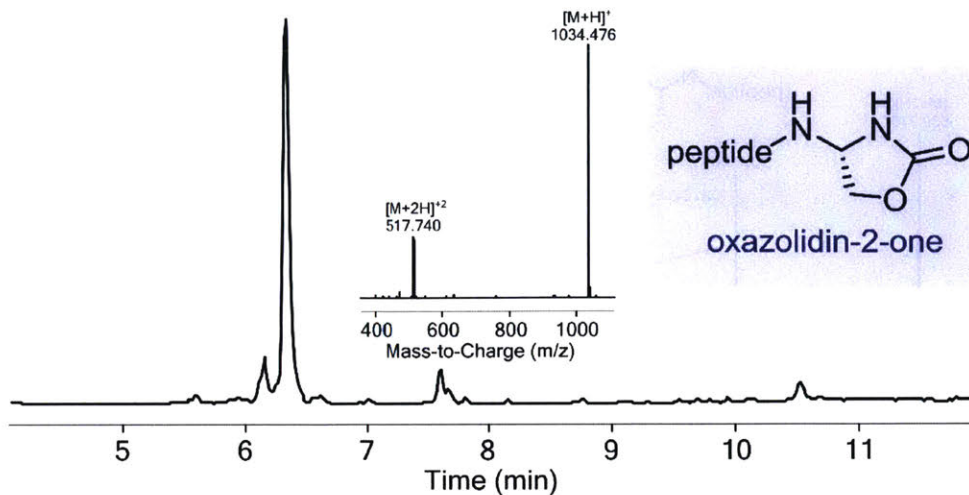 [M+H]⁺
1034.476
[M+2H]⁺²
517.740
400 600 800 1000
Mass-to-Charge (m/z)
H H
N N
peptide O
O
oxazolidin-2-one
5 6 7 8 9 10 11
Time (min)